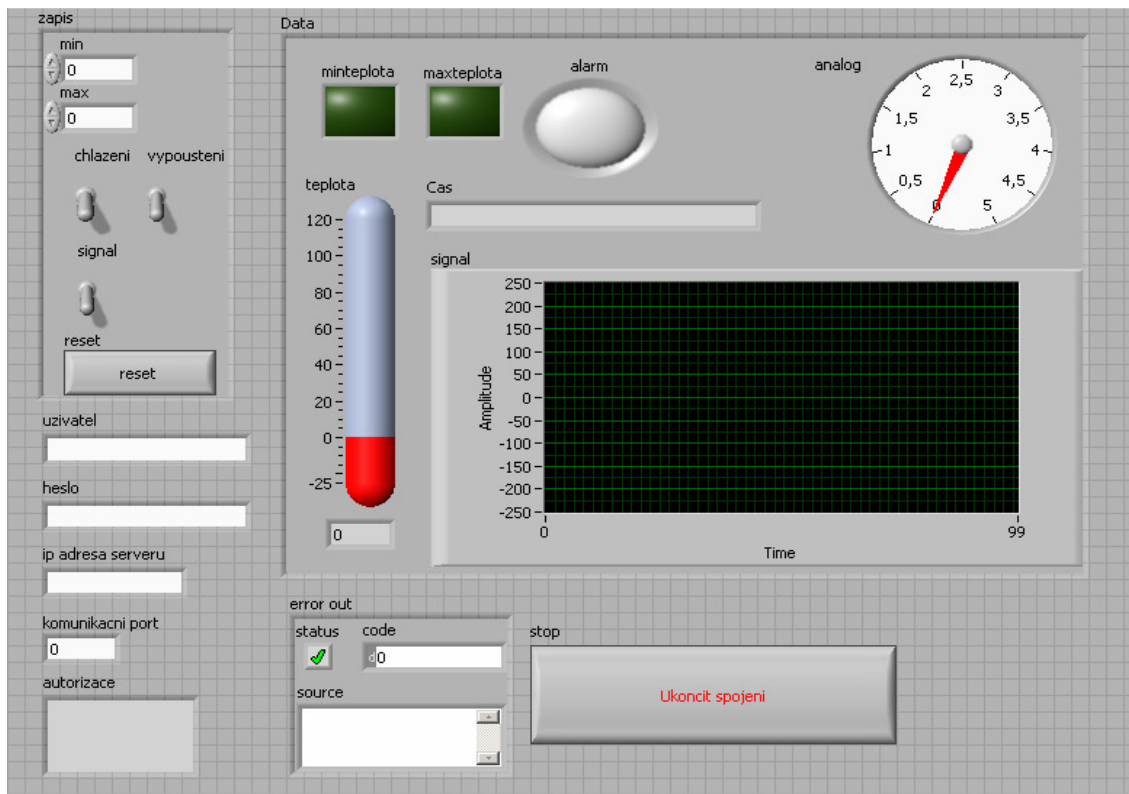 zapis
min
0
max
0
chlazeni vypousteni
signal
reset
reset
uzivatel
heslo
ip adresa serveru
komunikacni port
0
autorizace
Data
minteplota maxteplota alarm analog
0
0,5
1
1,5
2
2,5
3
3,5
4
4,5
5
teplota
120
100
80
60
40
20
0
-25
0
Cas
signal
Amplitude
250
200
150
100
50
0
-50
-100
-150
-200
-250
0 99
Time
error out
status code
d0
source
stop
Ukoncit spojeni